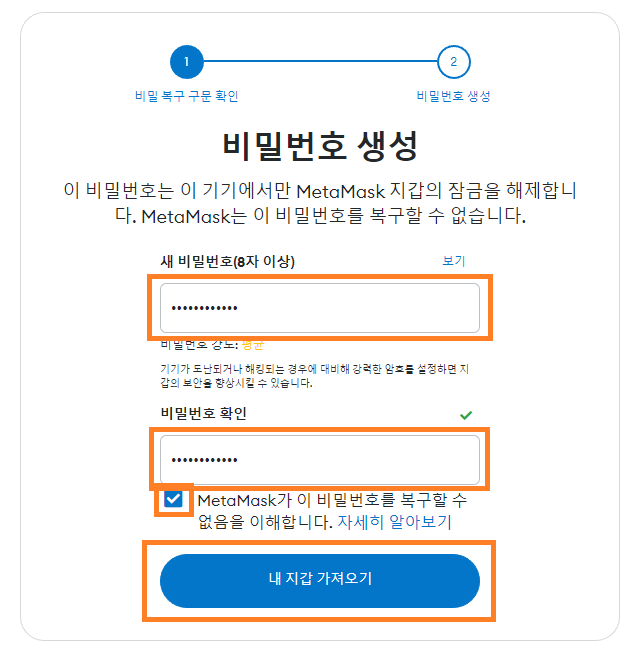 1
2
비밀 복구 구문 확인
비밀번호 생성
비밀번호 생성
이 비밀번호는 이 기기에서만 MetaMask 지갑의 잠금을 해제합니
다. MetaMask는 이 비밀번호를 복구할 수 없습니다.
새 비밀번호(8자 이상)
보기
••••••••••••
비밀번호 강도: 평균
기기가 도난되거나 해킹되는 경우에 대비해 강력한 암호를 설정하면 지
갑의 보안을 향상시킬 수 있습니다.
비밀번호 확인
••••••••••••
MetaMask가 이 비밀번호를 복구할 수
없음을 이해합니다. 자세히 알아보기
내 지갑 가져오기